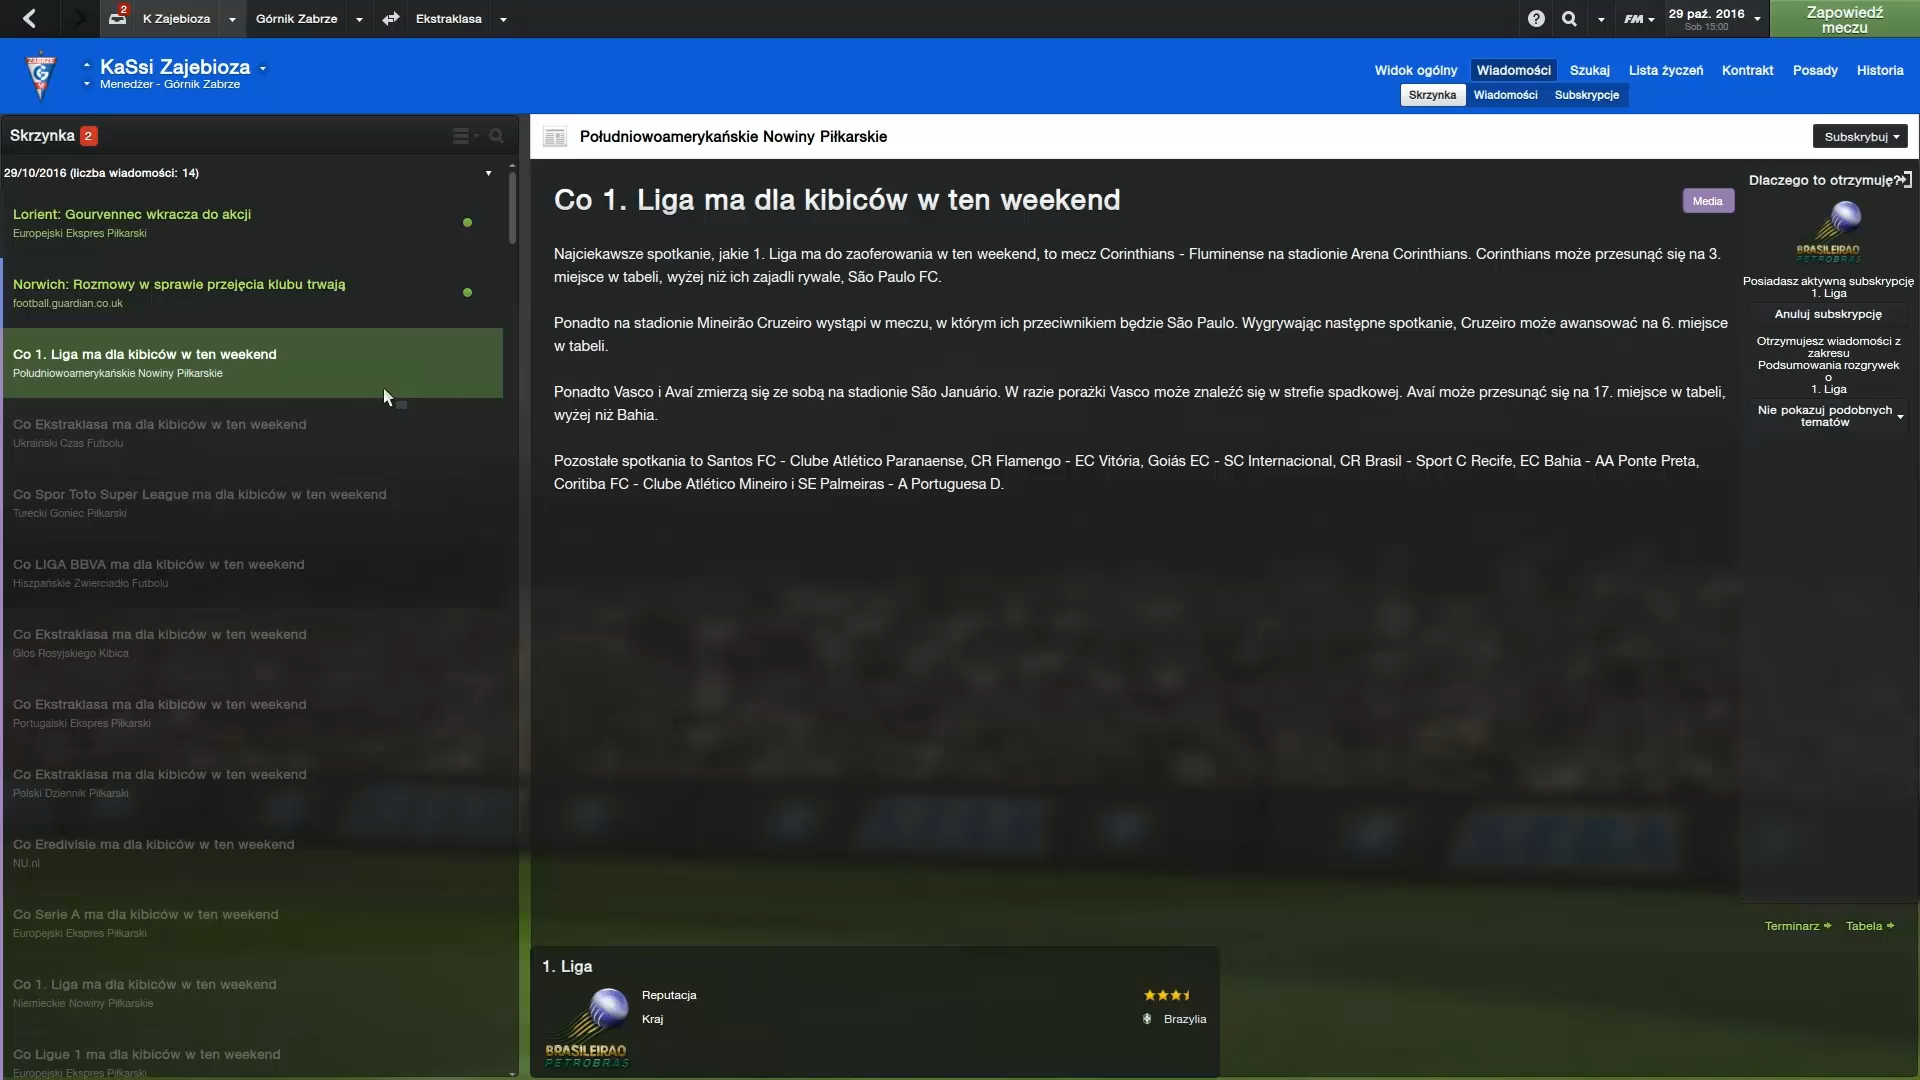 2
K Zajebioza
Górnik Zabrze
Ekstraklasa
FM
29 paź. 2016
Sob 15:00
Zapowiedź
meczu
ZABRZE
KaSsi Zajebioza
Menedżer - Górnik Zabrze
Widok ogólny
Wiadomości
Szukaj
Lista życzeń
Kontrakt
Posady
Historia
Skrzynka
Wiadomości
Subskrypcje
Skrzynka 2
29/10/2016 (liczba wiadomości: 14)
Lorient: Gourvennec wkracza do akcji
Europejski Ekspres Piłkarski
Norwich: Rozmowy w sprawie przejęcia klubu trwają
football.guardian.co.uk
Co 1. Liga ma dla kibiców w ten weekend
Południowoamerykańskie Nowiny Piłkarskie
Co Ekstraklasa ma dla kibiców w ten weekend
Ukraiński Czas Futbolu
Co Spor Toto Super League ma dla kibiców w ten weekend
Turecki Goniec Piłkarski
Co LIGA BBVA ma dla kibiców w ten weekend
Hiszpańskie Zwierciadło Futbolu
Co Ekstraklasa ma dla kibiców w ten weekend
Głos Rosyjskiego Kibica
Co Ekstraklasa ma dla kibiców w ten weekend
Portugalski Ekspres Piłkarski
Co Ekstraklasa ma dla kibiców w ten weekend
Polski Dziennik Piłkarski
Co Eredivisie ma dla kibiców w ten weekend
NU.nl
Co Serie A ma dla kibiców w ten weekend
Europejski Ekspres Piłkarski
Co 1. Liga ma dla kibiców w ten weekend
Niemieckie Nowiny Piłkarskie
Co Ligue 1 ma dla kibiców w ten weekend
Europejski Ekspres Piłkarski
Południowoamerykańskie Nowiny Piłkarskie
Subskrybuj
Co 1. Liga ma dla kibiców w ten weekend
Media
Najciekawsze spotkanie, jakie 1. Liga ma do zaoferowania w ten weekend, to mecz Corinthians - Fluminense na stadionie Arena Corinthians. Corinthians może przesunąć się na 3.
miejsce w tabeli, wyżej niż ich zajadli rywale, São Paulo FC.
Ponadto na stadionie Mineirão Cruzeiro wystąpi w meczu, w którym ich przeciwnikiem będzie São Paulo. Wygrywając następne spotkanie, Cruzeiro może awansować na 6. miejsce
w tabeli.
Ponadto Vasco i Avaí zmierzą się ze sobą na stadionie São Januário. W razie porażki Vasco może znaleźć się w strefie spadkowej. Avaí może przesunąć się na 17. miejsce w tabeli,
wyżej niż Bahia.
Pozostałe spotkania to Santos FC - Clube Atlético Paranaense, CR Flamengo - EC Vitória, Goiás EC - SC Internacional, CR Brasil - Sport C Recife, EC Bahia - AA Ponte Preta,
Coritiba FC - Clube Atlético Mineiro i SE Palmeiras - A Portuguesa D.
Dlaczego to otrzymuję?
BRASILEIRAO
PETROBRAS
Posiadasz aktywną subskrypcję
1. Liga
Anuluj subskrypcję
Otrzymujesz wiadomości z
zakresu
Podsumowania rozgrywek
o
1. Liga
Nie pokazuj podobnych
tematów
Terminarz
Tabela
1. Liga
BRASILEIRAO
PETROBRAS
Reputacja
Kraj
Brazylia